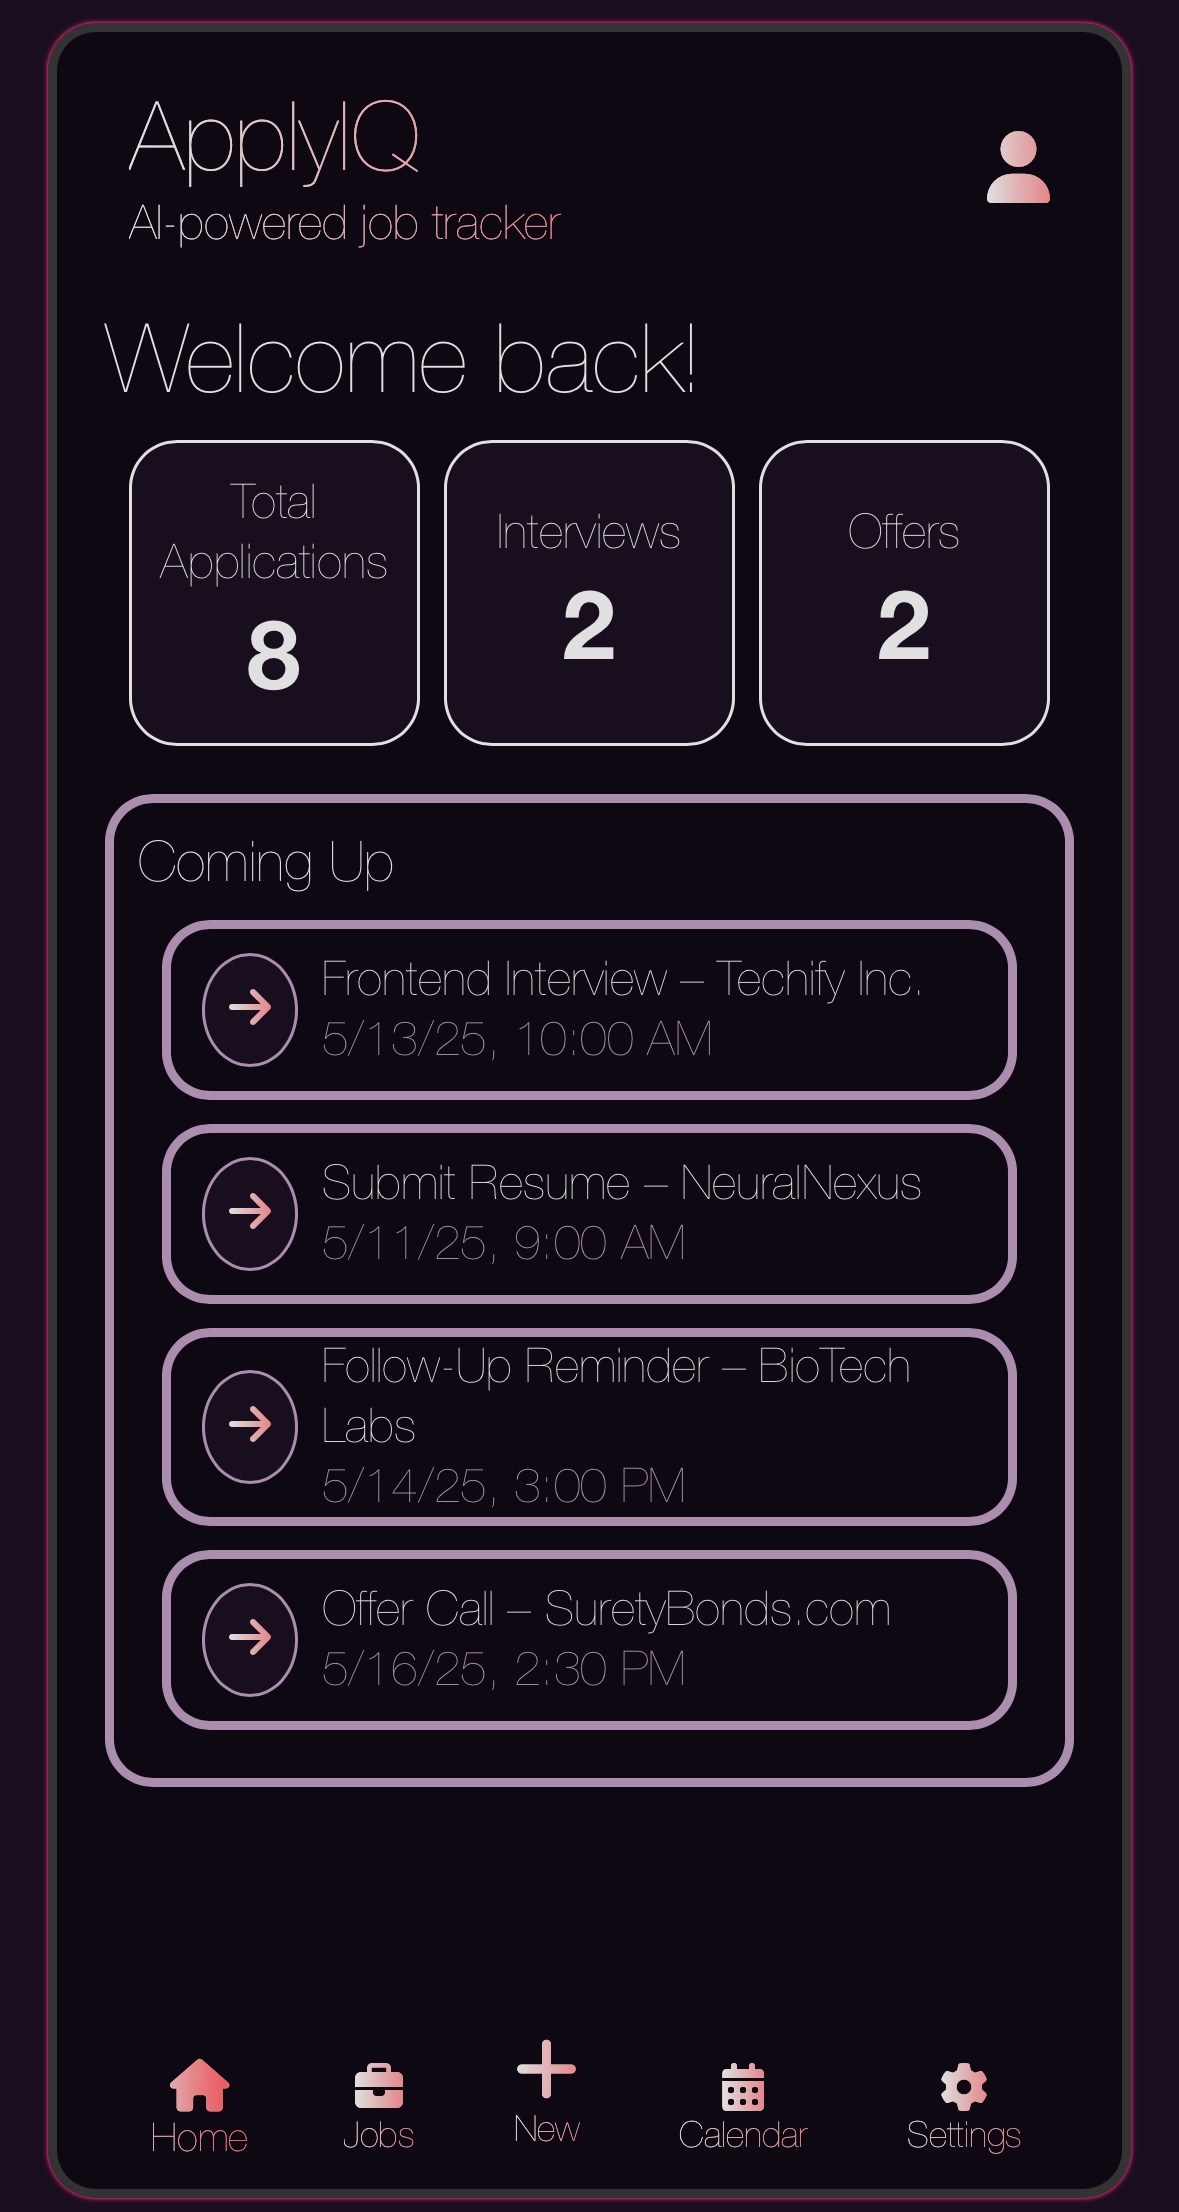 ApplyIQ
AI-powered job tracker
Welcome back!
Total
Applications
8
Interviews
2
Offers
2
Coming Up
Frontend Interview – Techify Inc.
5/13/25, 10:00 AM
Submit Resume – NeuralNexus
5/11/25, 9:00 AM
Follow-Up Reminder – BioTech
Labs
5/14/25, 3:00 PM
Offer Call – SuretyBonds.com
5/16/25, 2:30 PM
Home
Jobs
New
Calendar
Settings